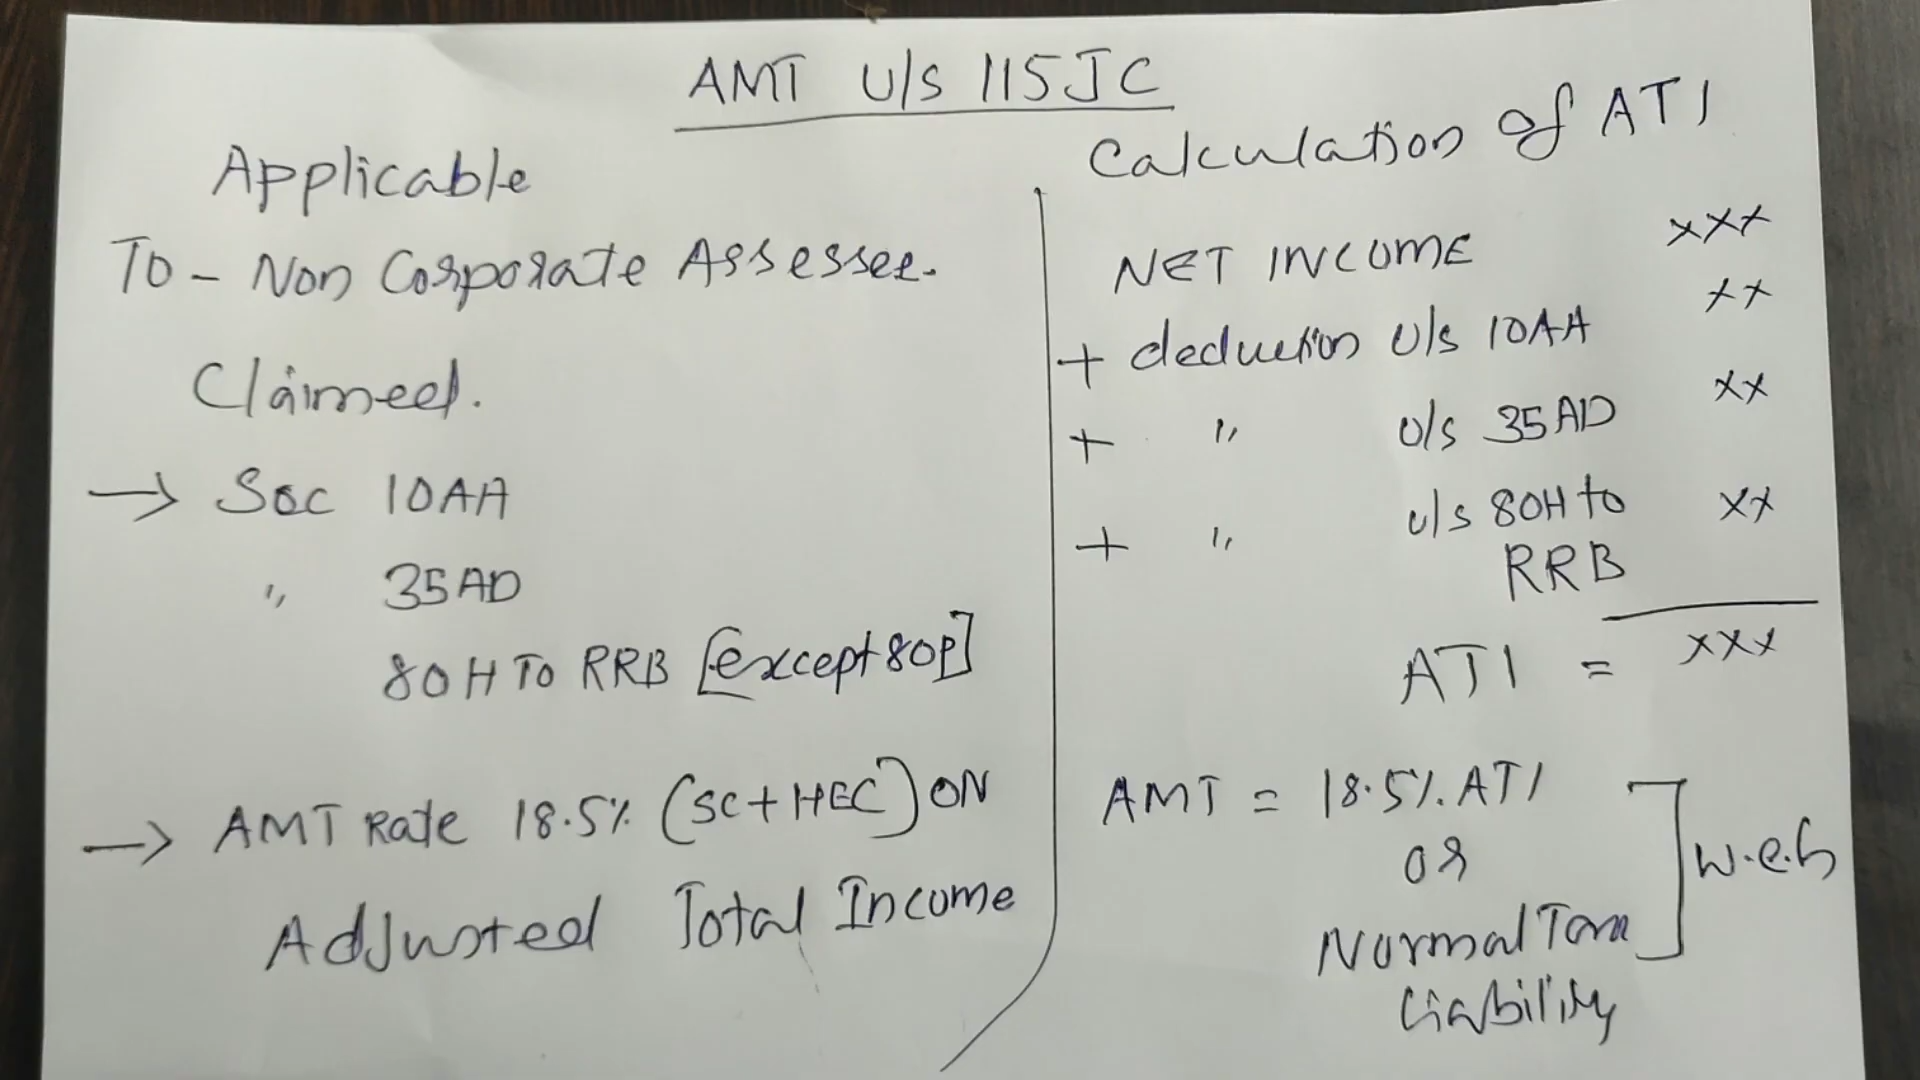 AMT U/S 115JC
Applicable
To - Non Corporate Assessee.
Claimed.
→ Sec 10AA
" 35AD
80H To RRB [except 80P]
→ AMT Rate 18.5% (SC+HEC) ON
Adjusted Total Income
Calculation of ATI
NET INCOME xxx
+ deduction U/s 10AA xx
+ " U/s 35AD xx
+ " U/s 80H to xx
RRB
ATI = xxx
AMT = 18.5% ATI
or
Normal Tax
Liability
w.e.h